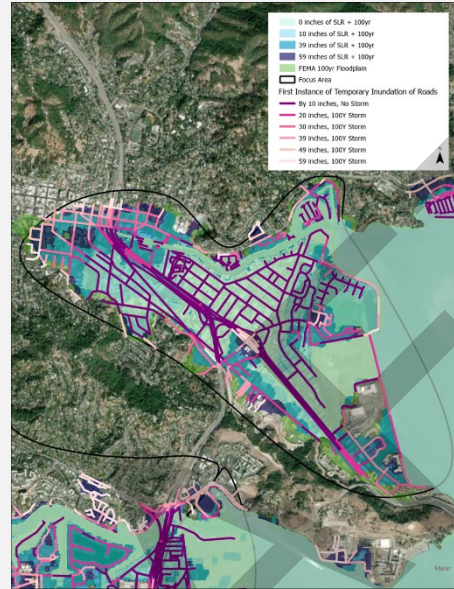 0 inches of SLR + 100yr
10 inches of SLR + 100yr
39 inches of SLR + 100yr
59 inches of SLR + 100yr
FEMA 100yr Floodplain
Focus Area
First Instance of Temporary Inundation of Roads
By 10 inches, No Storm
20 inches, 100Y Storm
30 inches, 100Y Storm
39 inches, 100Y Storm
49 inches, 100Y Storm
59 inches, 100Y Storm